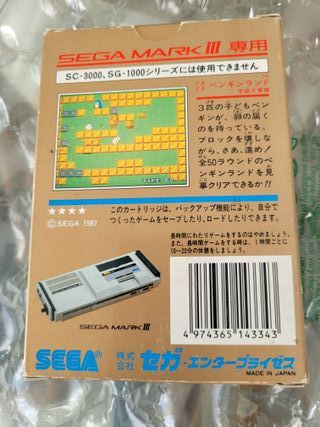 SEGA MARK III 専用
SC-3000、SG-1000シリーズには使用できません
ペンギンランド
宇宙大冒険
3匹の子どもペン
ギンが、卵の届く
のを待っている。
ブロックを壊しな
がら、さあ、進め!
全50ラウンドのペ
ンギンランドを見
事クリアできるか?!
★★★★
©SEGA 1987
このカートリッジは、バックアップ機能により、自分で
つくったゲームをセーブしたり、ロードしたりできます。
長時間にわたりゲームをするのはやめましょう。
また、長時間ゲームをする時は、1時間ごとに
10〜20分の休憩をしましょう。
SEGA MARK III
4 974365 143343
SEGA 株式会社 セガ・エンタープライゼス
MADE IN JAPAN